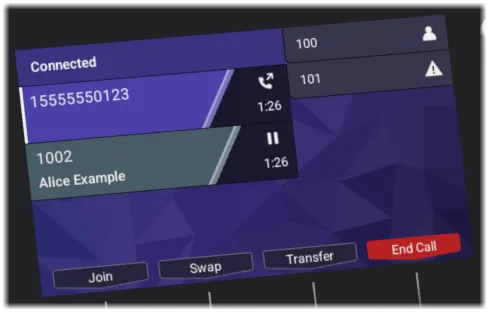 Connected
100
101
15555550123
1:26
1002
Alice Example
1:26
Join
Swap
Transfer
End Call